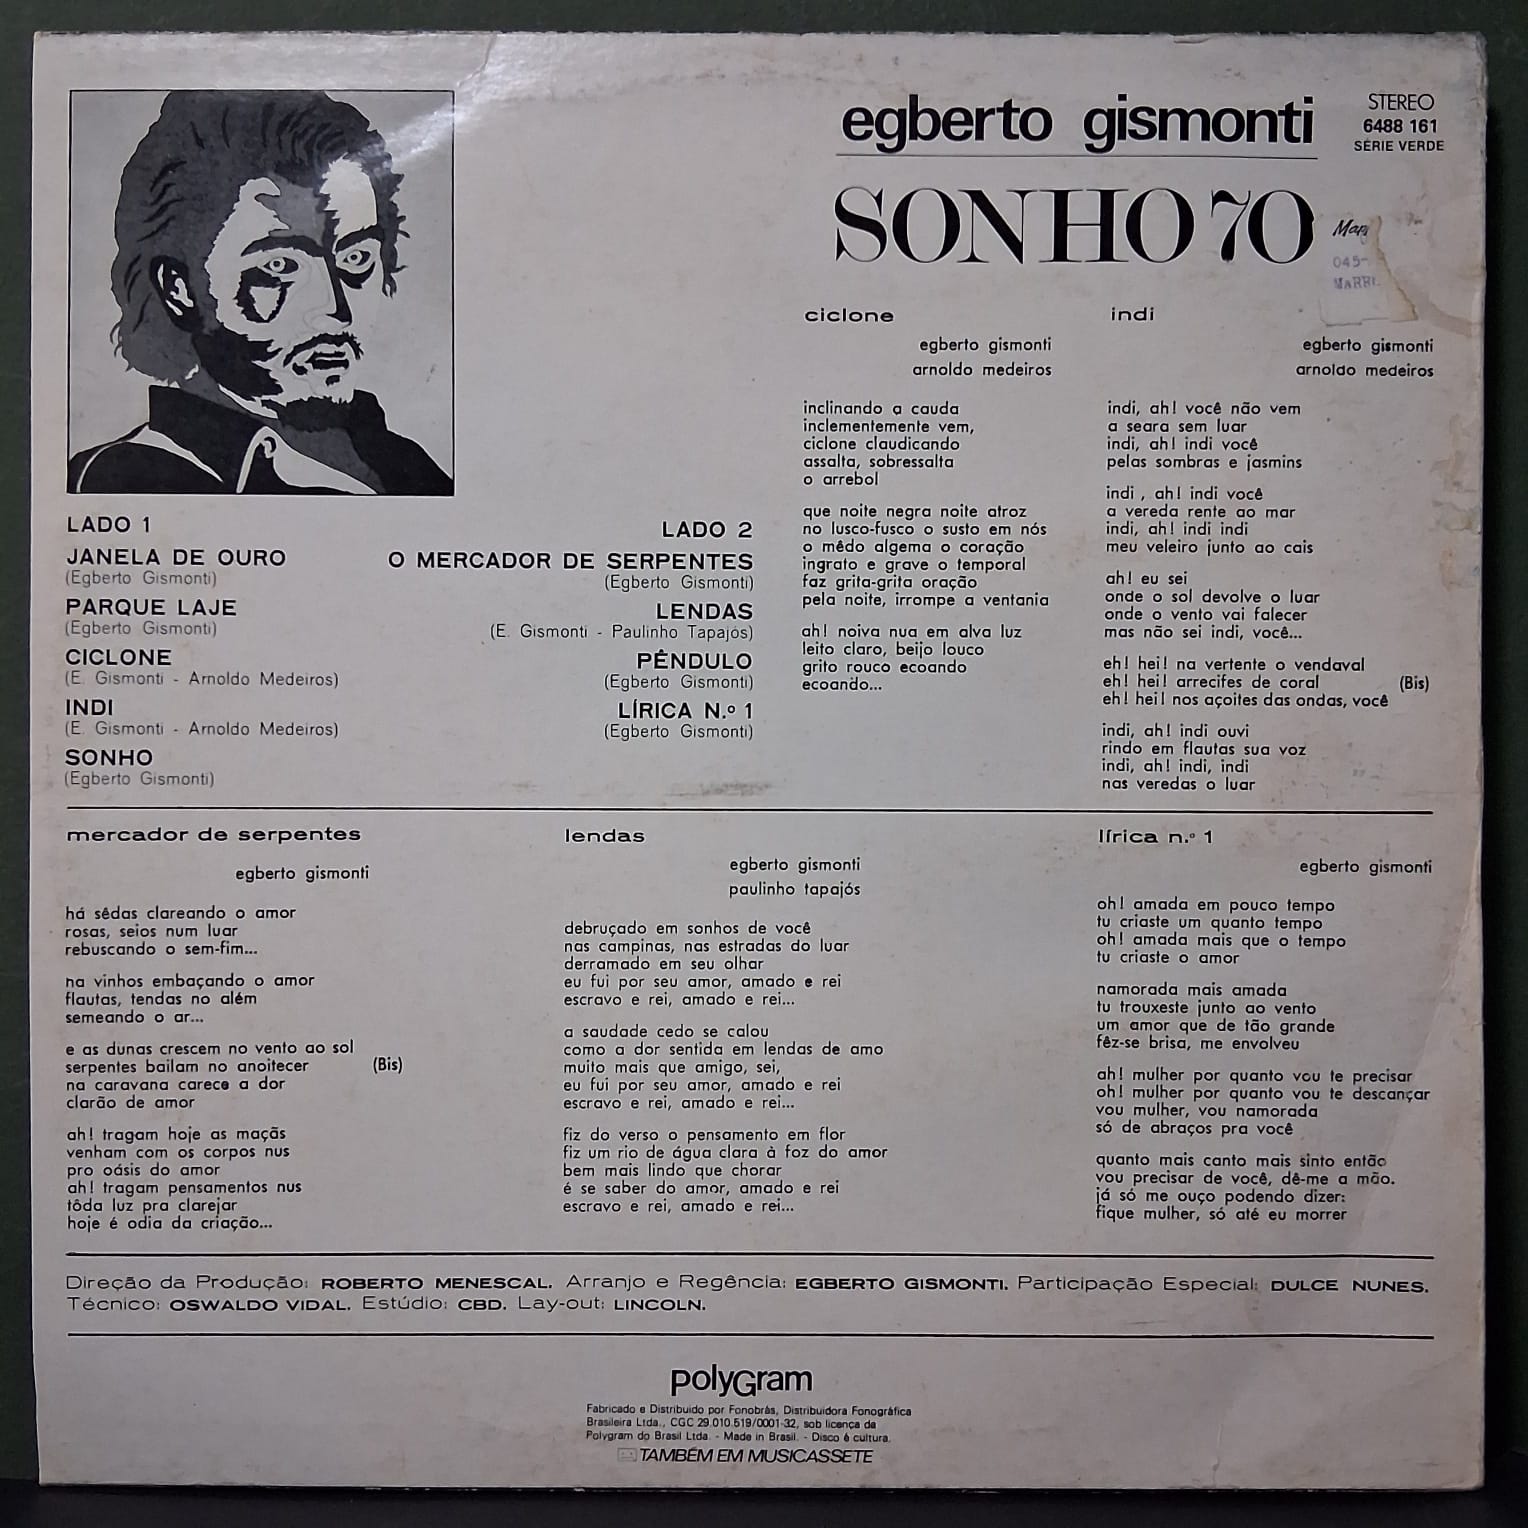 egberto gismonti
SONHO 70
STEREO
6488 161
SÉRIE VERDE
045-
LADO 1
JANELA DE OURO
(Egberto Gismonti)
PARQUE LAJE
(Egberto Gismonti)
CICLONE
(E. Gismonti - Arnoldo Medeiros)
INDI
(E. Gismonti - Arnoldo Medeiros)
SONHO
(Egberto Gismonti)
LADO 2
O MERCADOR DE SERPENTES
(Egberto Gismonti)
LENDAS
(E. Gismonti - Paulinho Tapajós)
PÊNDULO
(Egberto Gismonti)
LÍRICA N.º 1
(Egberto Gismonti)
ciclone
egberto gismonti
arnoldo medeiros
inclinando a cauda
inclementemente vem,
ciclone claudicando
assalta, sobressalta
o arrebol
que noite negra noite atroz
no lusco-fusco o susto em nós
o mêdo algema o coração
ingrato e grave o temporal
faz grita-grita oração
pela noite, irrompe a ventania
ah! noiva nua em alva luz
leito claro, beijo louco
grito rouco ecoando
ecoando...
indi
egberto gismonti
arnoldo medeiros
indi, ah! você não vem
a seara sem luar
indi, ah! indi você
pelas sombras e jasmins
indi , ah! indi você
a vereda rente ao mar
indi, ah! indi indi
meu veleiro junto ao cais
ah! eu sei
onde o sol devolve o luar
onde o vento vai falecer
mas não sei indi, você...
eh! hei! na vertente o vendaval
eh! hei! arrecifes de coral (Bis)
eh! hei! nos açoites das ondas, você
indi, ah! indi ouvi
rindo em flautas sua voz
indi, ah! indi, indi
nas veredas o luar
mercador de serpentes
egberto gismonti
há sêdas clareando o amor
rosas, seios num luar
rebuscando o sem-fim...
na vinhos embaçando o amor
flautas, tendas no além
semeando o ar...
e as dunas crescem no vento ao sol
serpentes bailam no anoitecer (Bis)
na caravana carece a dor
clarão de amor
ah! tragam hoje as maçãs
venham com os corpos nus
pro oásis do amor
ah! tragam pensamentos nus
tôda luz pra clarejar
hoje é odia da criação...
lendas
egberto gismonti
paulinho tapajós
debruçado em sonhos de você
nas campinas, nas estradas do luar
derramado em seu olhar
eu fui por seu amor, amado e rei
escravo e rei, amado e rei...
a saudade cedo se calou
como a dor sentida em lendas de amo
muito mais que amigo, sei,
eu fui por seu amor, amado e rei
escravo e rei, amado e rei...
fiz do verso o pensamento em flor
fiz um rio de água clara à foz do amor
bem mais lindo que chorar
é se saber do amor, amado e rei
escravo e rei, amado e rei...
lírica n.º 1
egberto gismonti
oh! amada em pouco tempo
tu criaste um quanto tempo
oh! amada mais que o tempo
tu criaste o amor
namorada mais amada
tu trouxeste junto ao vento
um amor que de tão grande
fêz-se brisa, me envolveu
ah! mulher por quanto vou te precisar
oh! mulher por quanto vou te descançar
vou mulher, vou namorada
só de abraços pra você
quanto mais canto mais sinto então
vou precisar de você, dê-me a mão.
já só me ouço podendo dizer:
fique mulher, só até eu morrer
Direção da Produção: ROBERTO MENESCAL. Arranjo e Regência: EGBERTO GISMONTI. Participação Especial: DULCE NUNES.
Técnico: OSWALDO VIDAL. Estúdio: CBD. Lay-out: LINCOLN.
polyGram
Fabricado e Distribuido por Fonobrás, Distribuidora Fonográfica
Brasileira Ltda., CGC 29.010.519/0001-32, sob licença da
Polygram do Brasil Ltda. - Made in Brasil. - Disco é cultura.
TAMBÉM EM MUSICASSETE